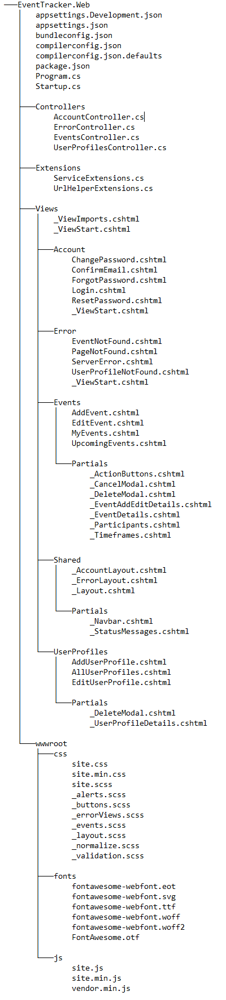 EventTracker.Web
appsettings.Development.json
appsettings.json
bundleconfig.json
compilerconfig.json
compilerconfig.json.defaults
package.json
Program.cs
Startup.cs
Controllers
AccountController.cs
ErrorController.cs
EventsController.cs
UserProfilesController.cs
Extensions
ServiceExtensions.cs
UrlHelperExtensions.cs
Views
_ViewImports.cshtml
_ViewStart.cshtml
Account
ChangePassword.cshtml
ConfirmEmail.cshtml
ForgotPassword.cshtml
Login.cshtml
ResetPassword.cshtml
_ViewStart.cshtml
Error
EventNotFound.cshtml
PageNotFound.cshtml
ServerError.cshtml
UserProfileNotFound.cshtml
_ViewStart.cshtml
Events
AddEvent.cshtml
EditEvent.cshtml
MyEvents.cshtml
UpcomingEvents.cshtml
Partials
_ActionButtons.cshtml
_CancelModal.cshtml
_DeleteModal.cshtml
_EventAddEditDetails.cshtml
_EventDetails.cshtml
_Participants.cshtml
_Timeframes.cshtml
Shared
_AccountLayout.cshtml
_ErrorLayout.cshtml
_Layout.cshtml
Partials
_Navbar.cshtml
_StatusMessages.cshtml
UserProfiles
AddUserProfile.cshtml
AllUserProfiles.cshtml
EditUserProfile.cshtml
Partials
_DeleteModal.cshtml
_UserProfileDetails.cshtml
wwwroot
css
site.css
site.min.css
site.scss
_alerts.scss
_buttons.scss
_errorViews.scss
_events.scss
_layout.scss
_normalize.scss
_validation.scss
fonts
fontawesome-webfont.eot
fontawesome-webfont.svg
fontawesome-webfont.ttf
fontawesome-webfont.woff
fontawesome-webfont.woff2
FontAwesome.otf
js
site.js
site.min.js
vendor.min.js